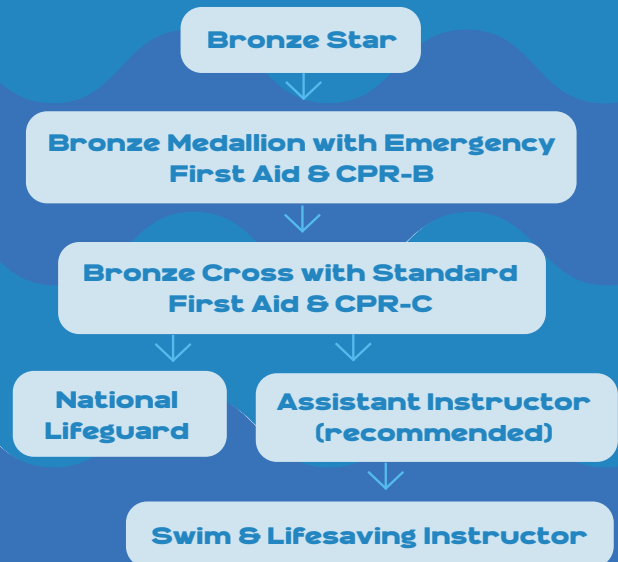 Bronze Star
Bronze Medallion with Emergency
First Aid & CPR-B
Bronze Cross with Standard
First Aid & CPR-C
National
Lifeguard
Assistant Instructor
(recommended)
Swim & Lifesaving Instructor